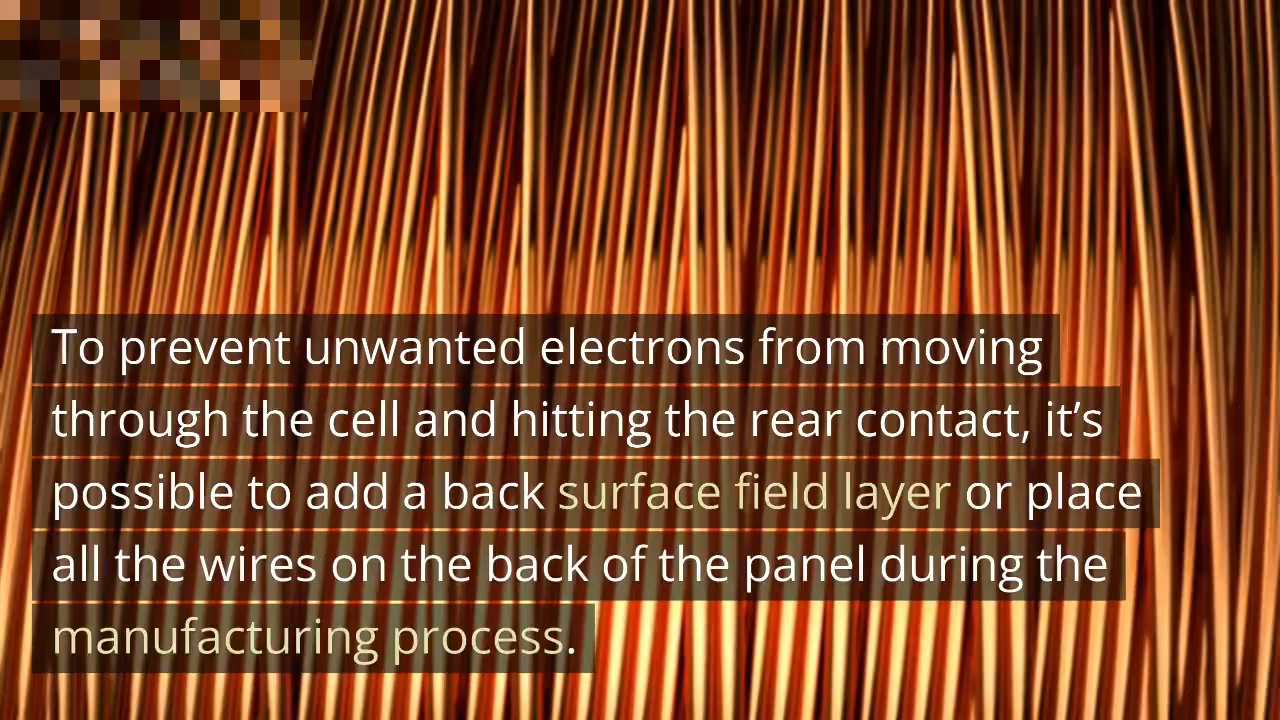 To prevent unwanted electrons from moving
through the cell and hitting the rear contact, it’s
possible to add a back surface field layer or place
all the wires on the back of the panel during the
manufacturing process.